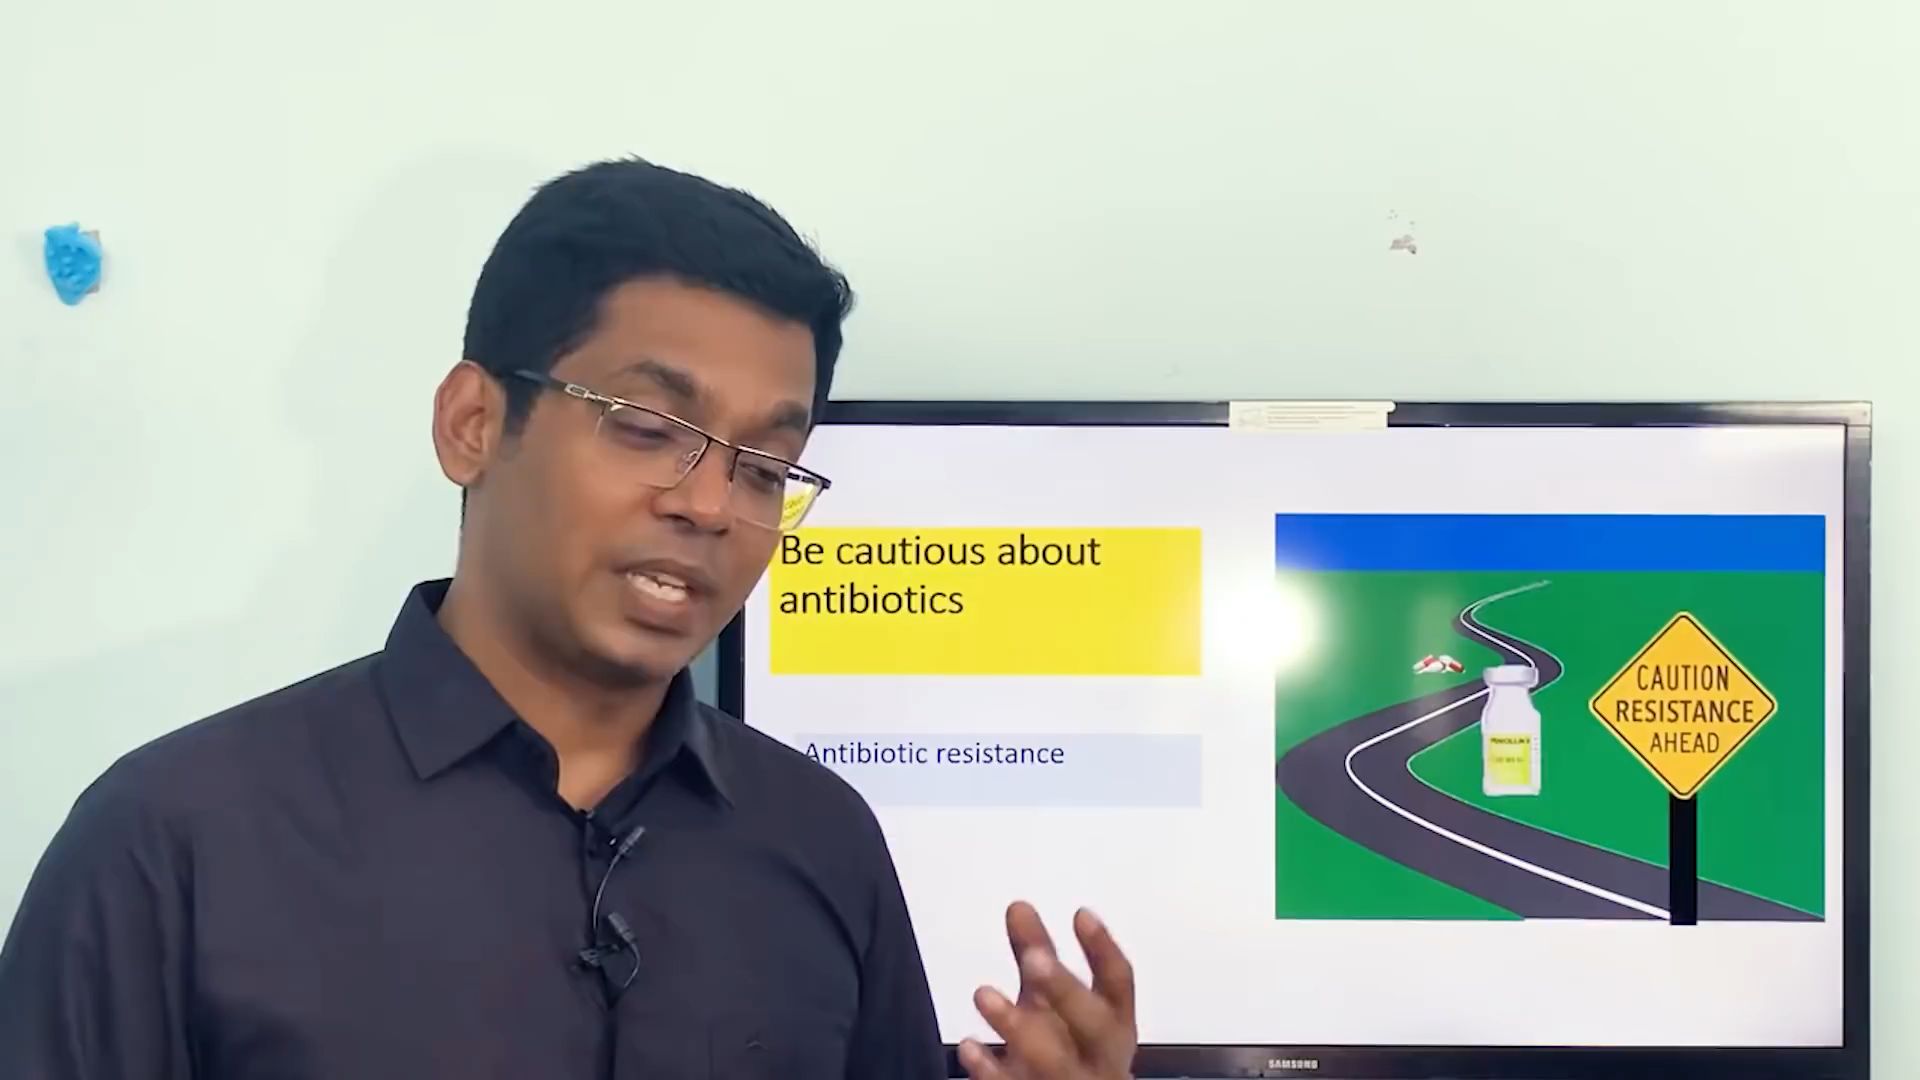 Be cautious about
antibiotics
Antibiotic resistance
CAUTION
RESISTANCE
AHEAD
SAMSUNG